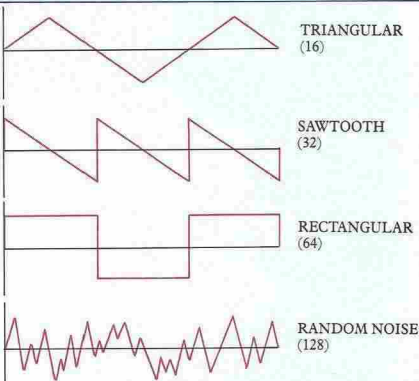 TRIANGULAR
(16)
SAWTOOTH
(32)
RECTANGULAR
(64)
RANDOM NOISE
(128)